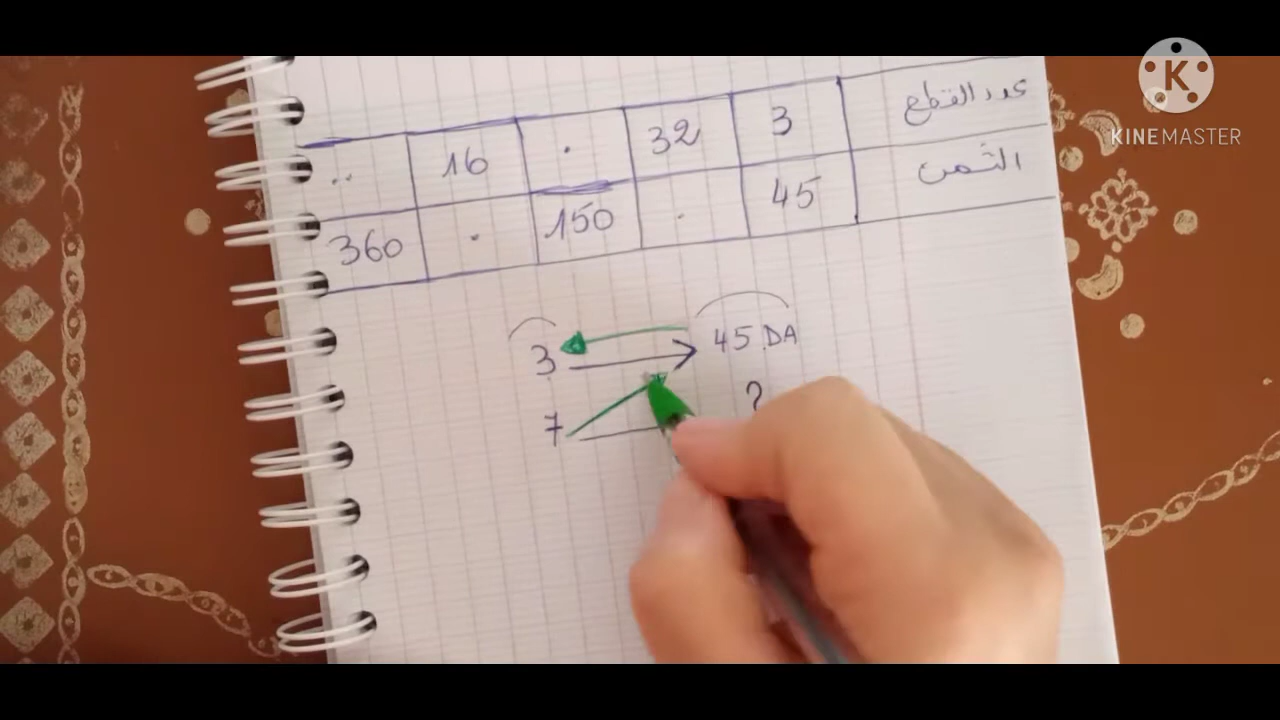 عدد القطع 3 32 . 16 ..
الثمن 45 . 150 . 360
3 45 DA
7 ?
K
KINEMASTER